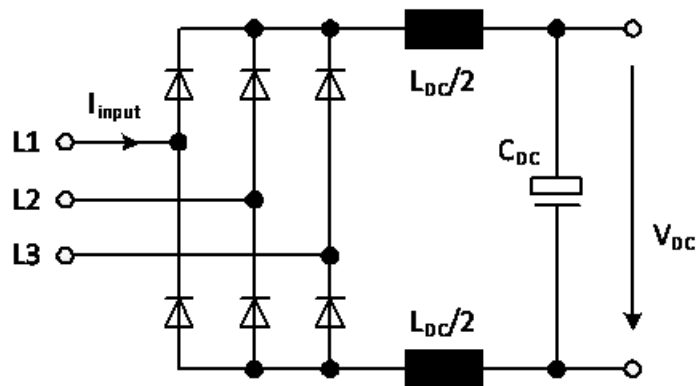 L_DC/2
I_input
L1
C_DC
L2
L3
V_DC
L_DC/2